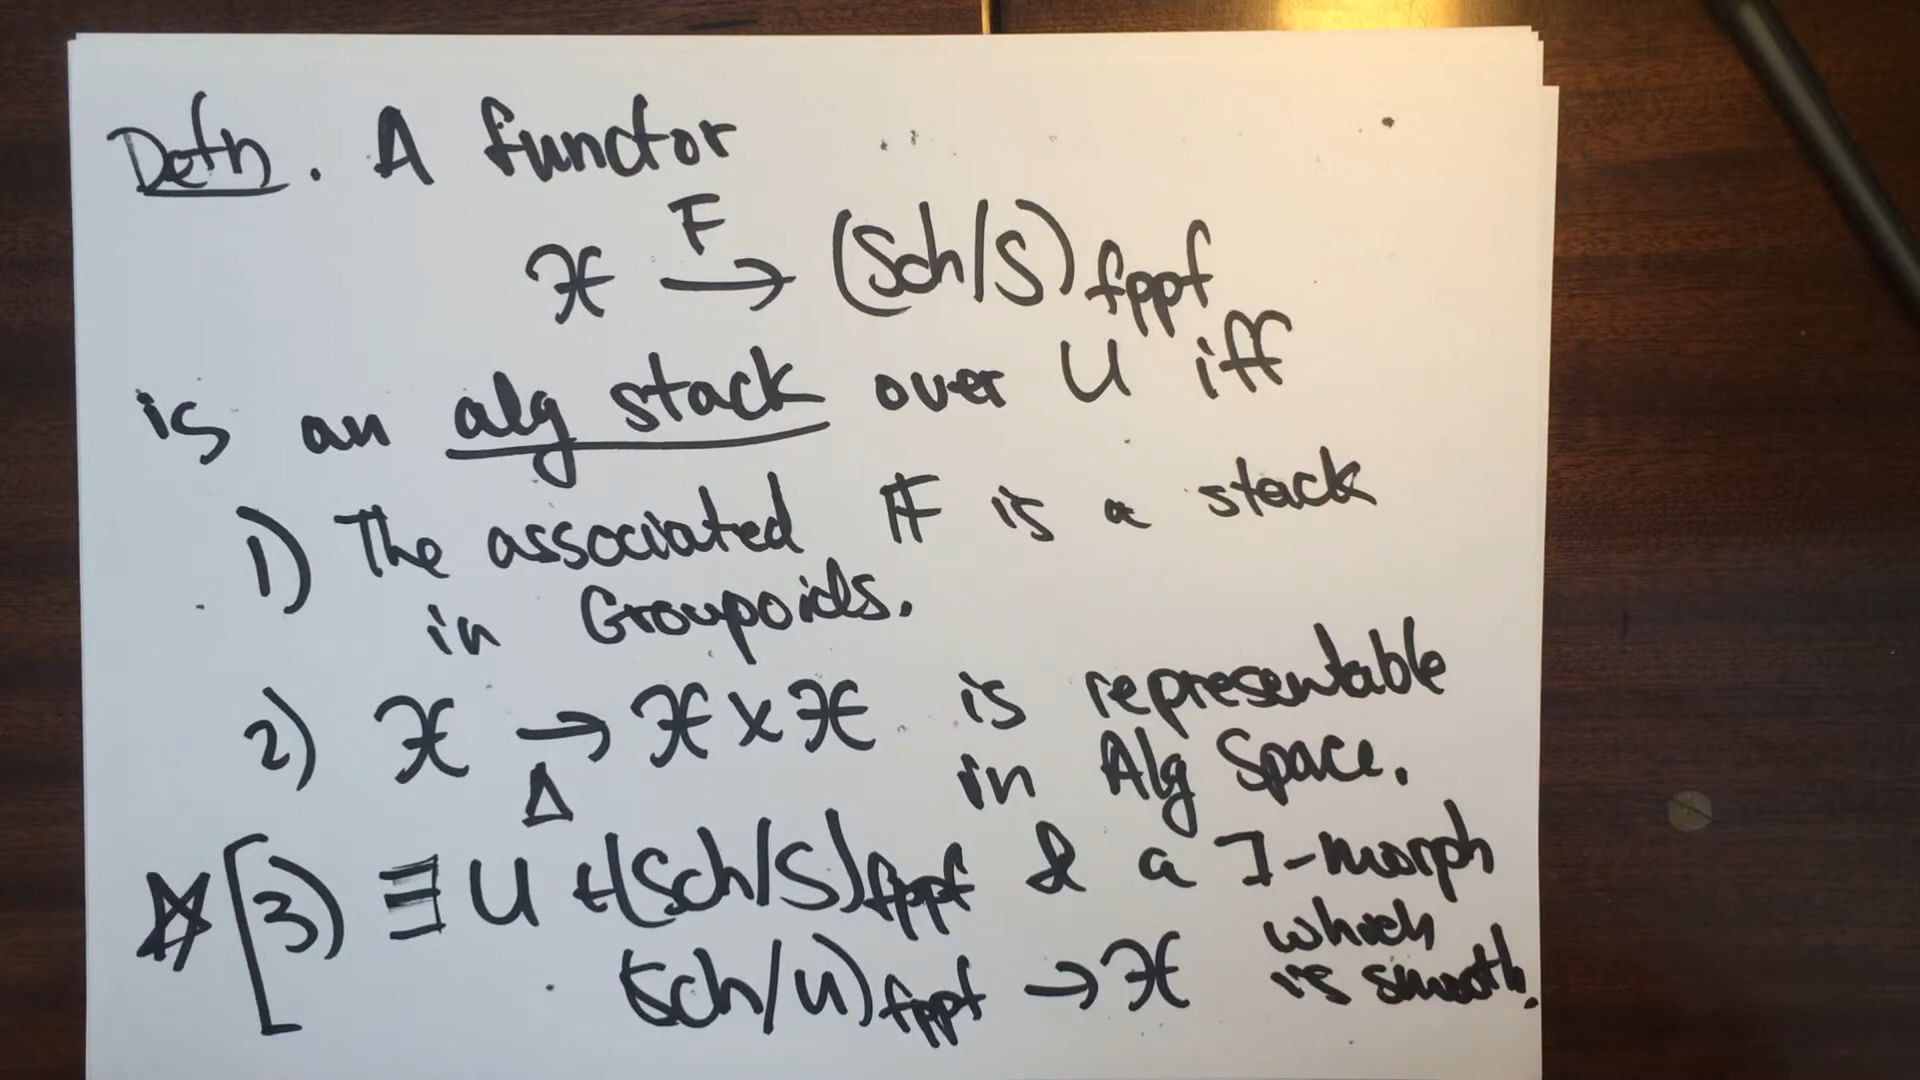 Defn. A functor
𝒳 F→ (Sch/S)fppf
is an alg stack over U iff
1) The associated F is a stack
in Groupoids.
2) 𝒳 →Δ 𝒳 x 𝒳 is representable
in Alg Space.
☆ [3) ∃ U ∈ (Sch/S)fppf & a 1-morph
(Sch/U)fppf → 𝒳 which
is smooth.